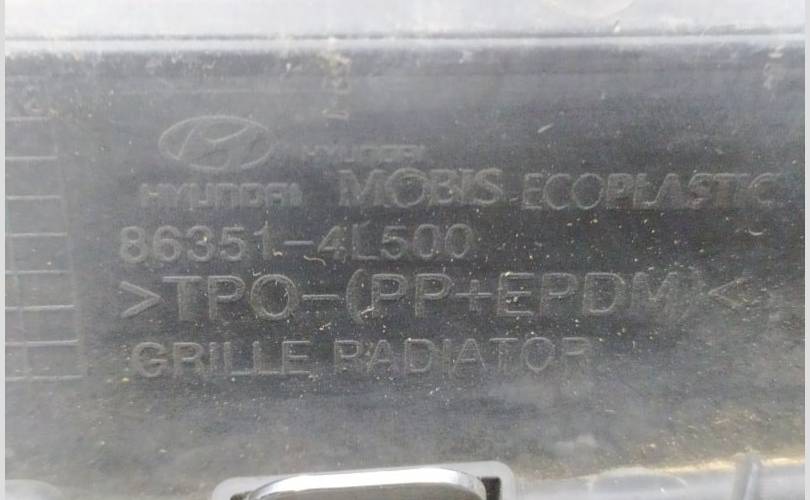 HYUNDAI
HYUNDAI MOBIS ECOPLASTIC
86351-4L500
>TPO-(PP+EPDM)<
GRILLE RADIATOR